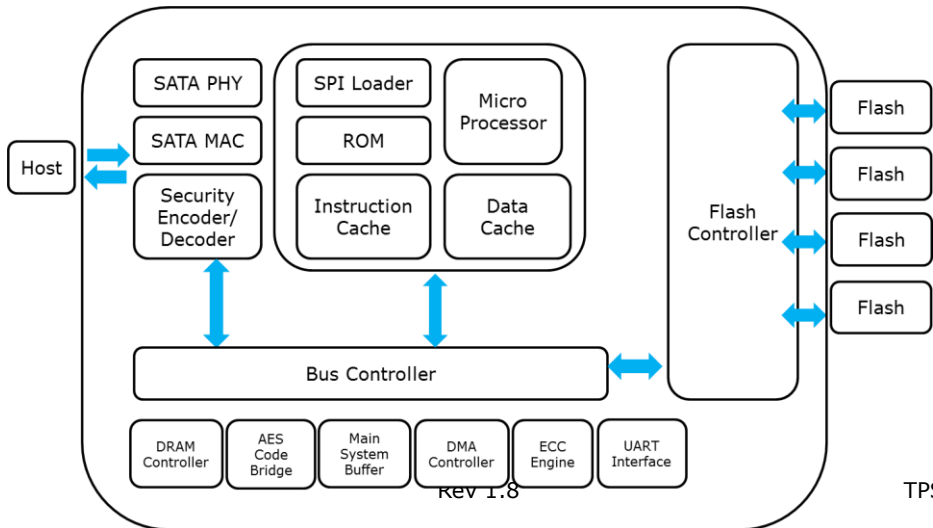 SATA PHY
SATA MAC
Security
Encoder/
Decoder
Host
SPI Loader
ROM
Micro
Processor
Instruction
Cache
Data
Cache
Flash
Controller
Flash
Flash
Flash
Flash
Bus Controller
DRAM
Controller
AES
Code
Bridge
Main
System
Buffer
DMA
Controller
ECC
Engine
UART
Interface
Rev 1.8
TPS